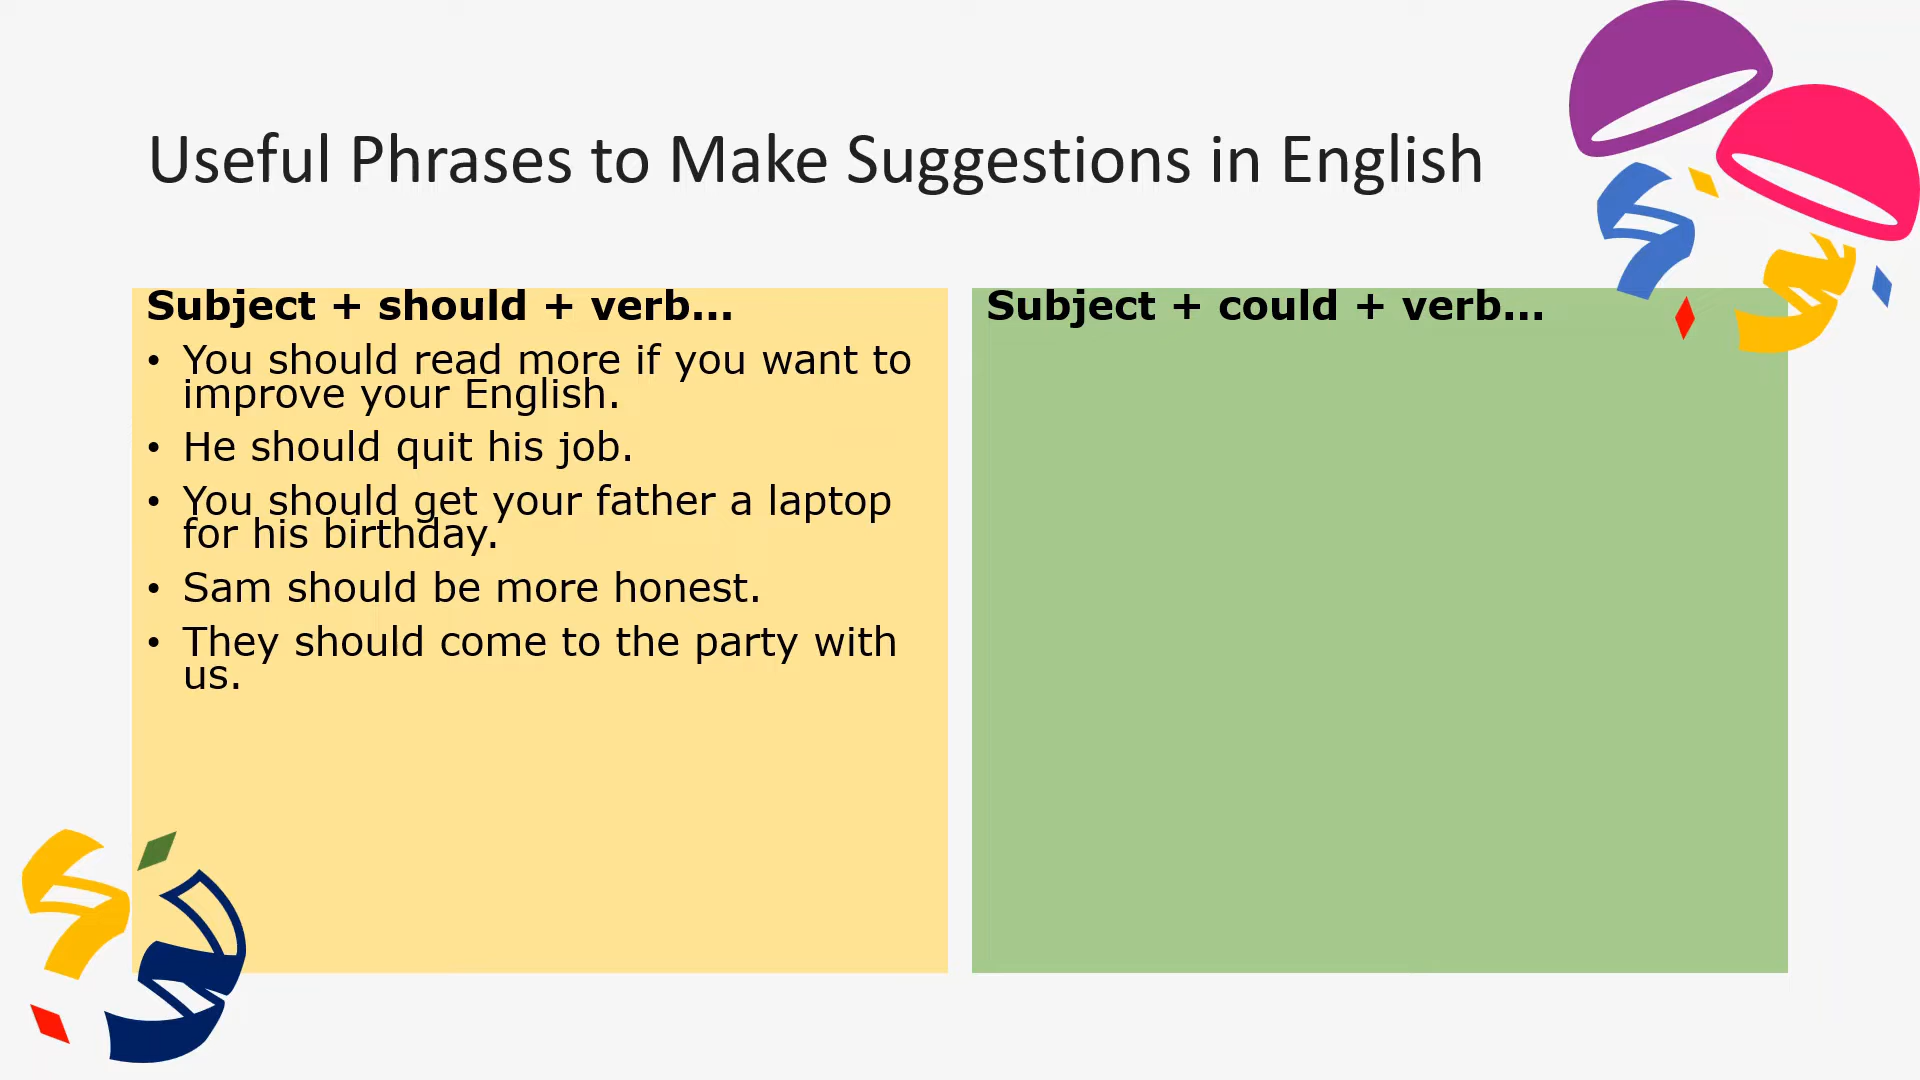 Useful Phrases to Make Suggestions in English
Subject + should + verb...
• You should read more if you want to
improve your English.
• He should quit his job.
• You should get your father a laptop
for his birthday.
• Sam should be more honest.
• They should come to the party with
us.
Subject + could + verb...